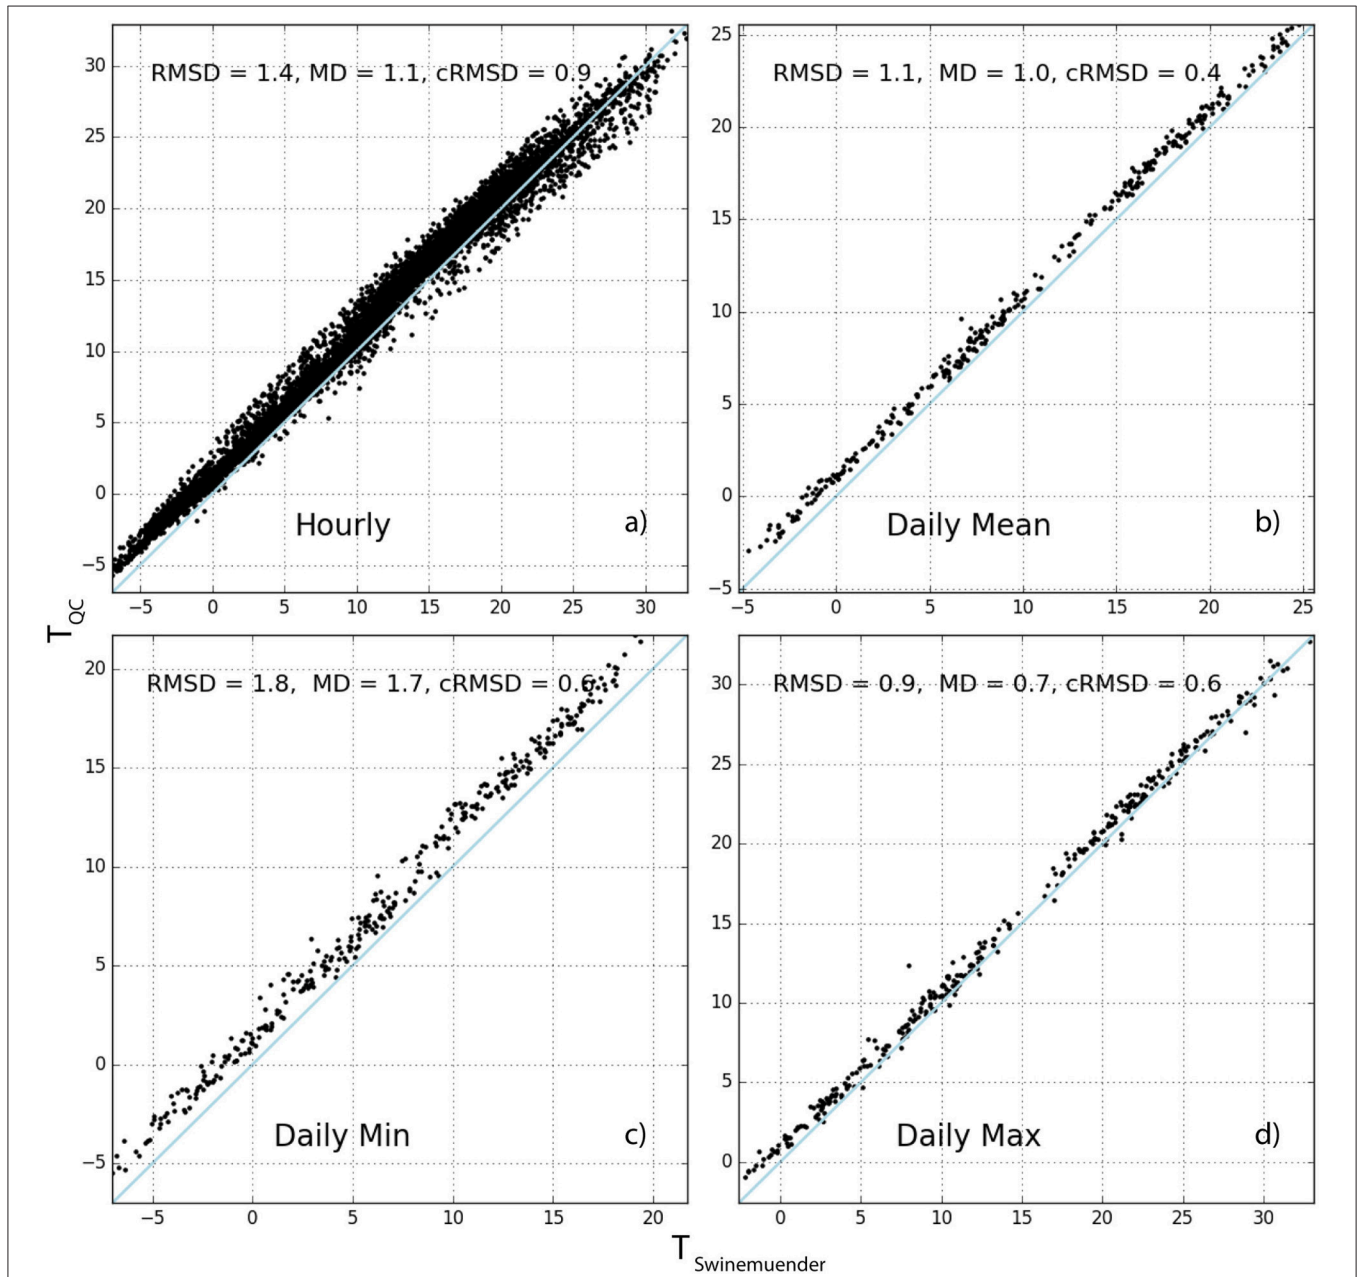 RMSD = 1.4, MD = 1.1, cRMSD = 0.9
30
25
20
15
10
5
0
−5
Hourly a)
−5 0 5 10 15 20 25 30
RMSD = 1.1, MD = 1.0, cRMSD = 0.4
25
20
15
10
5
0
−5
Daily Mean b)
−5 0 5 10 15 20 25
T QC
RMSD = 1.8, MD = 1.7, cRMSD = 0.6
20
15
10
5
0
−5
Daily Min c)
−5 0 5 10 15 20
RMSD = 0.9, MD = 0.7, cRMSD = 0.6
30
25
20
15
10
5
0
Daily Max d)
0 5 10 15 20 25 30
T Swinemuender